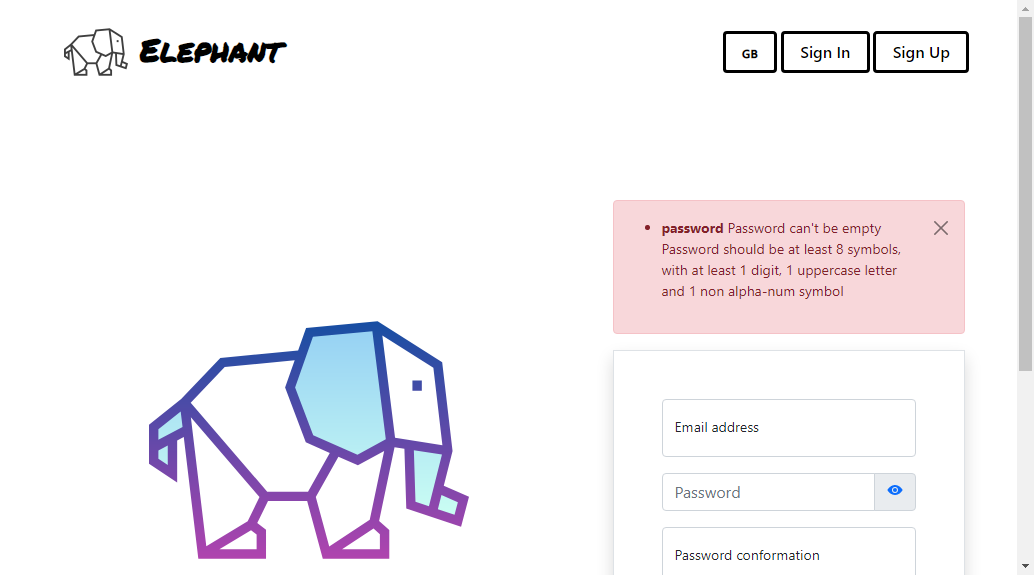 Elephant
GB
Sign In
Sign Up
password Password can't be empty
Password should be at least 8 symbols,
with at least 1 digit, 1 uppercase letter
and 1 non alpha-num symbol
Email address
Password
Password conformation